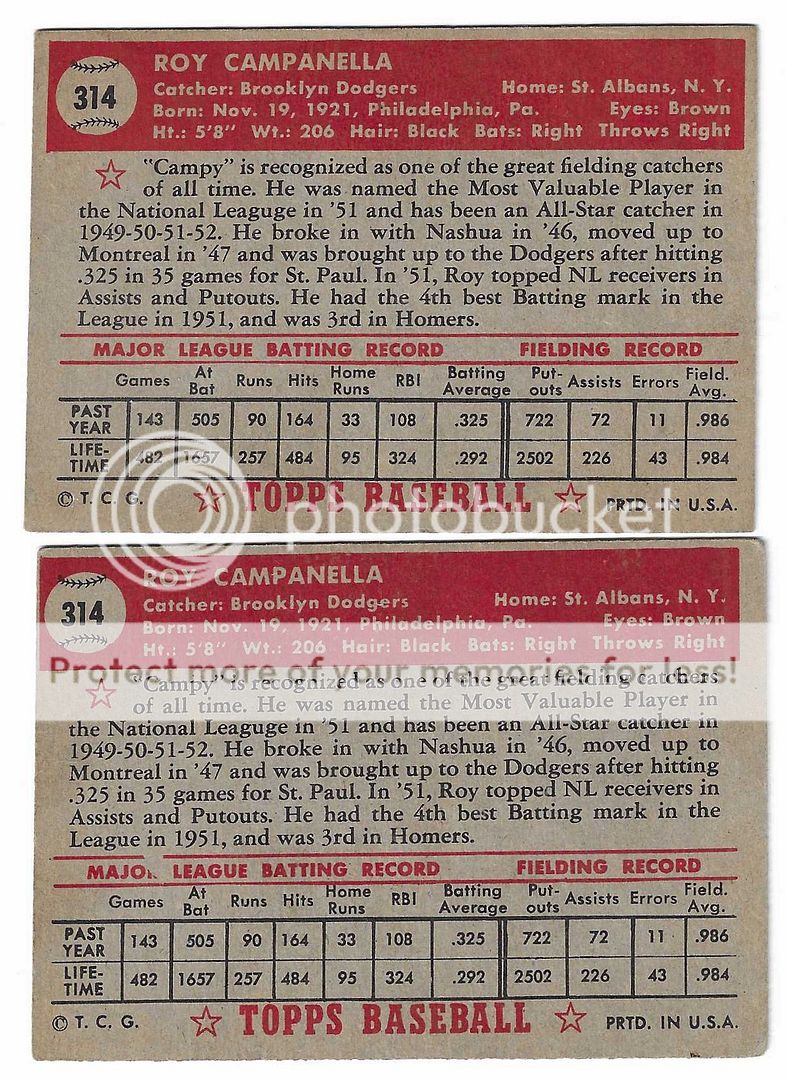 314
ROY CAMPANELLA
Catcher: Brooklyn Dodgers Home: St. Albans, N. Y.
Born: Nov. 19, 1921, Philadelphia, Pa. Eyes: Brown
Ht.: 5'8" Wt.: 206 Hair: Black Bats: Right Throws Right
"Campy" is recognized as one of the great fielding catchers
of all time. He was named the Most Valuable Player in
the National Leaguge in '51 and has been an All-Star catcher in
1949-50-51-52. He broke in with Nashua in '46, moved up to
Montreal in '47 and was brought up to the Dodgers after hitting
.325 in 35 games for St. Paul. In '51, Roy topped NL receivers in
Assists and Putouts. He had the 4th best Batting mark in the
League in 1951, and was 3rd in Homers.
MAJOR LEAGUE BATTING RECORD FIELDING RECORD
Games At Bat Runs Hits Home Runs RBI Batting Average Put-outs Assists Errors Field. Avg.
PAST YEAR 143 505 90 164 33 108 .325 722 72 11 .986
LIFE-TIME 482 1657 257 484 95 324 .292 2502 226 43 .984
© T. C. G. TOPPS BASEBALL PRTD. IN U.S.A.
photobucket
314
ROY CAMPANELLA
Catcher: Brooklyn Dodgers Home: St. Albans, N. Y.
Born: Nov. 19, 1921, Philadelphia, Pa. Eyes: Brown
Ht.: 5'8" Wt.: 206 Hair: Black Bats: Right Throws Right
Protect more of your memories for less!
"Campy" is recognized as one of the great fielding catchers
of all time. He was named the Most Valuable Player in
the National Leaguge in '51 and has been an All-Star catcher in
1949-50-51-52. He broke in with Nashua in '46, moved up to
Montreal in '47 and was brought up to the Dodgers after hitting
.325 in 35 games for St. Paul. In '51, Roy topped NL receivers in
Assists and Putouts. He had the 4th best Batting mark in the
League in 1951, and was 3rd in Homers.
MAJOR LEAGUE BATTING RECORD FIELDING RECORD
Games At Bat Runs Hits Home Runs RBI Batting Average Put-outs Assists Errors Field. Avg.
PAST YEAR 143 505 90 164 33 108 .325 722 72 11 .986
LIFE-TIME 482 1657 257 484 95 324 .292 2502 226 43 .984
© T. C. G. TOPPS BASEBALL PRTD. IN U.S.A.